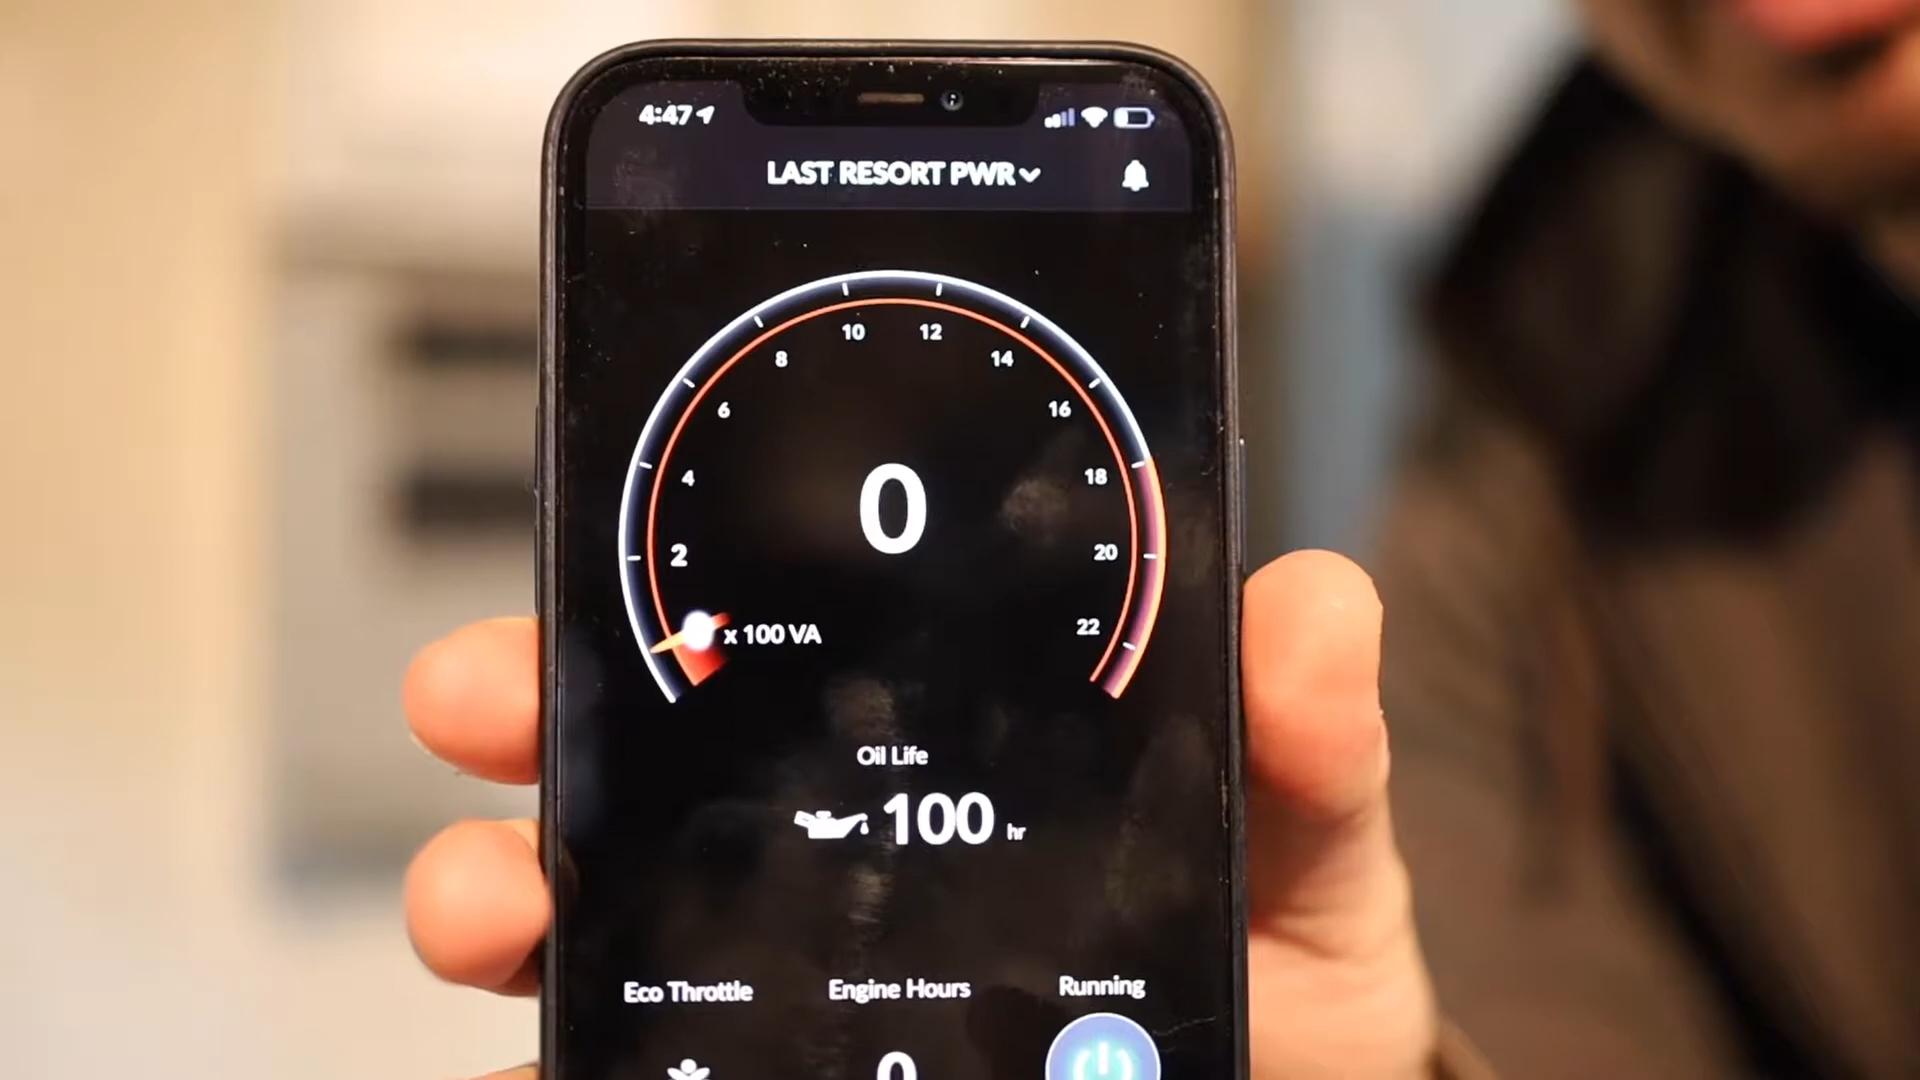 4:47
LAST RESORT PWR
10 12
8 14
6 16
4 18
0
2 20
22
x 100 VA
Oil Life
100 hr
Eco Throttle Engine Hours Running
0